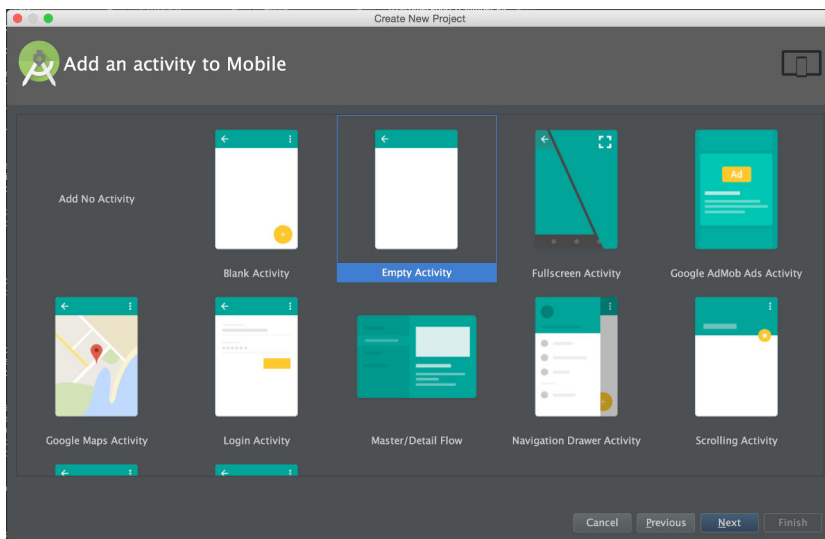 Create New Project
Add an activity to Mobile
Add No Activity
Blank Activity
Empty Activity
Fullscreen Activity
Ad
Google AdMob Ads Activity
Google Maps Activity
Login Activity
Master/Detail Flow
Navigation Drawer Activity
Scrolling Activity
Cancel
Previous
Next
Finish